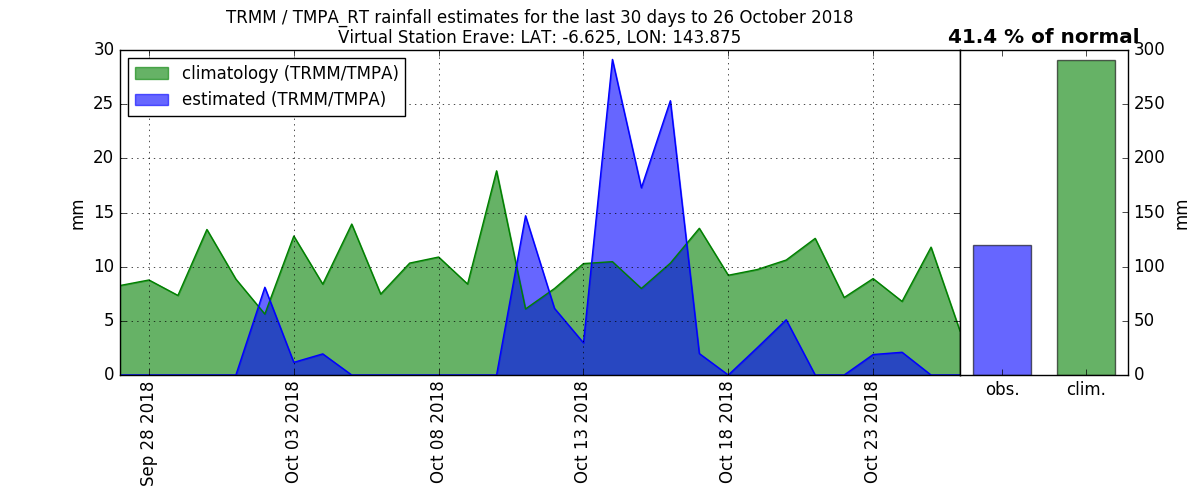 TRMM / TMPA_RT rainfall estimates for the last 30 days to 26 October 2018
Virtual Station Erave: LAT: -6.625, LON: 143.875
41.4 % of normal
climatology (TRMM/TMPA)
estimated (TRMM/TMPA)
30
25
20
15
10
5
0
mm
Sep 28 2018
Oct 03 2018
Oct 08 2018
Oct 13 2018
Oct 18 2018
Oct 23 2018
obs.
clim.
300
250
200
150
100
50
0
mm